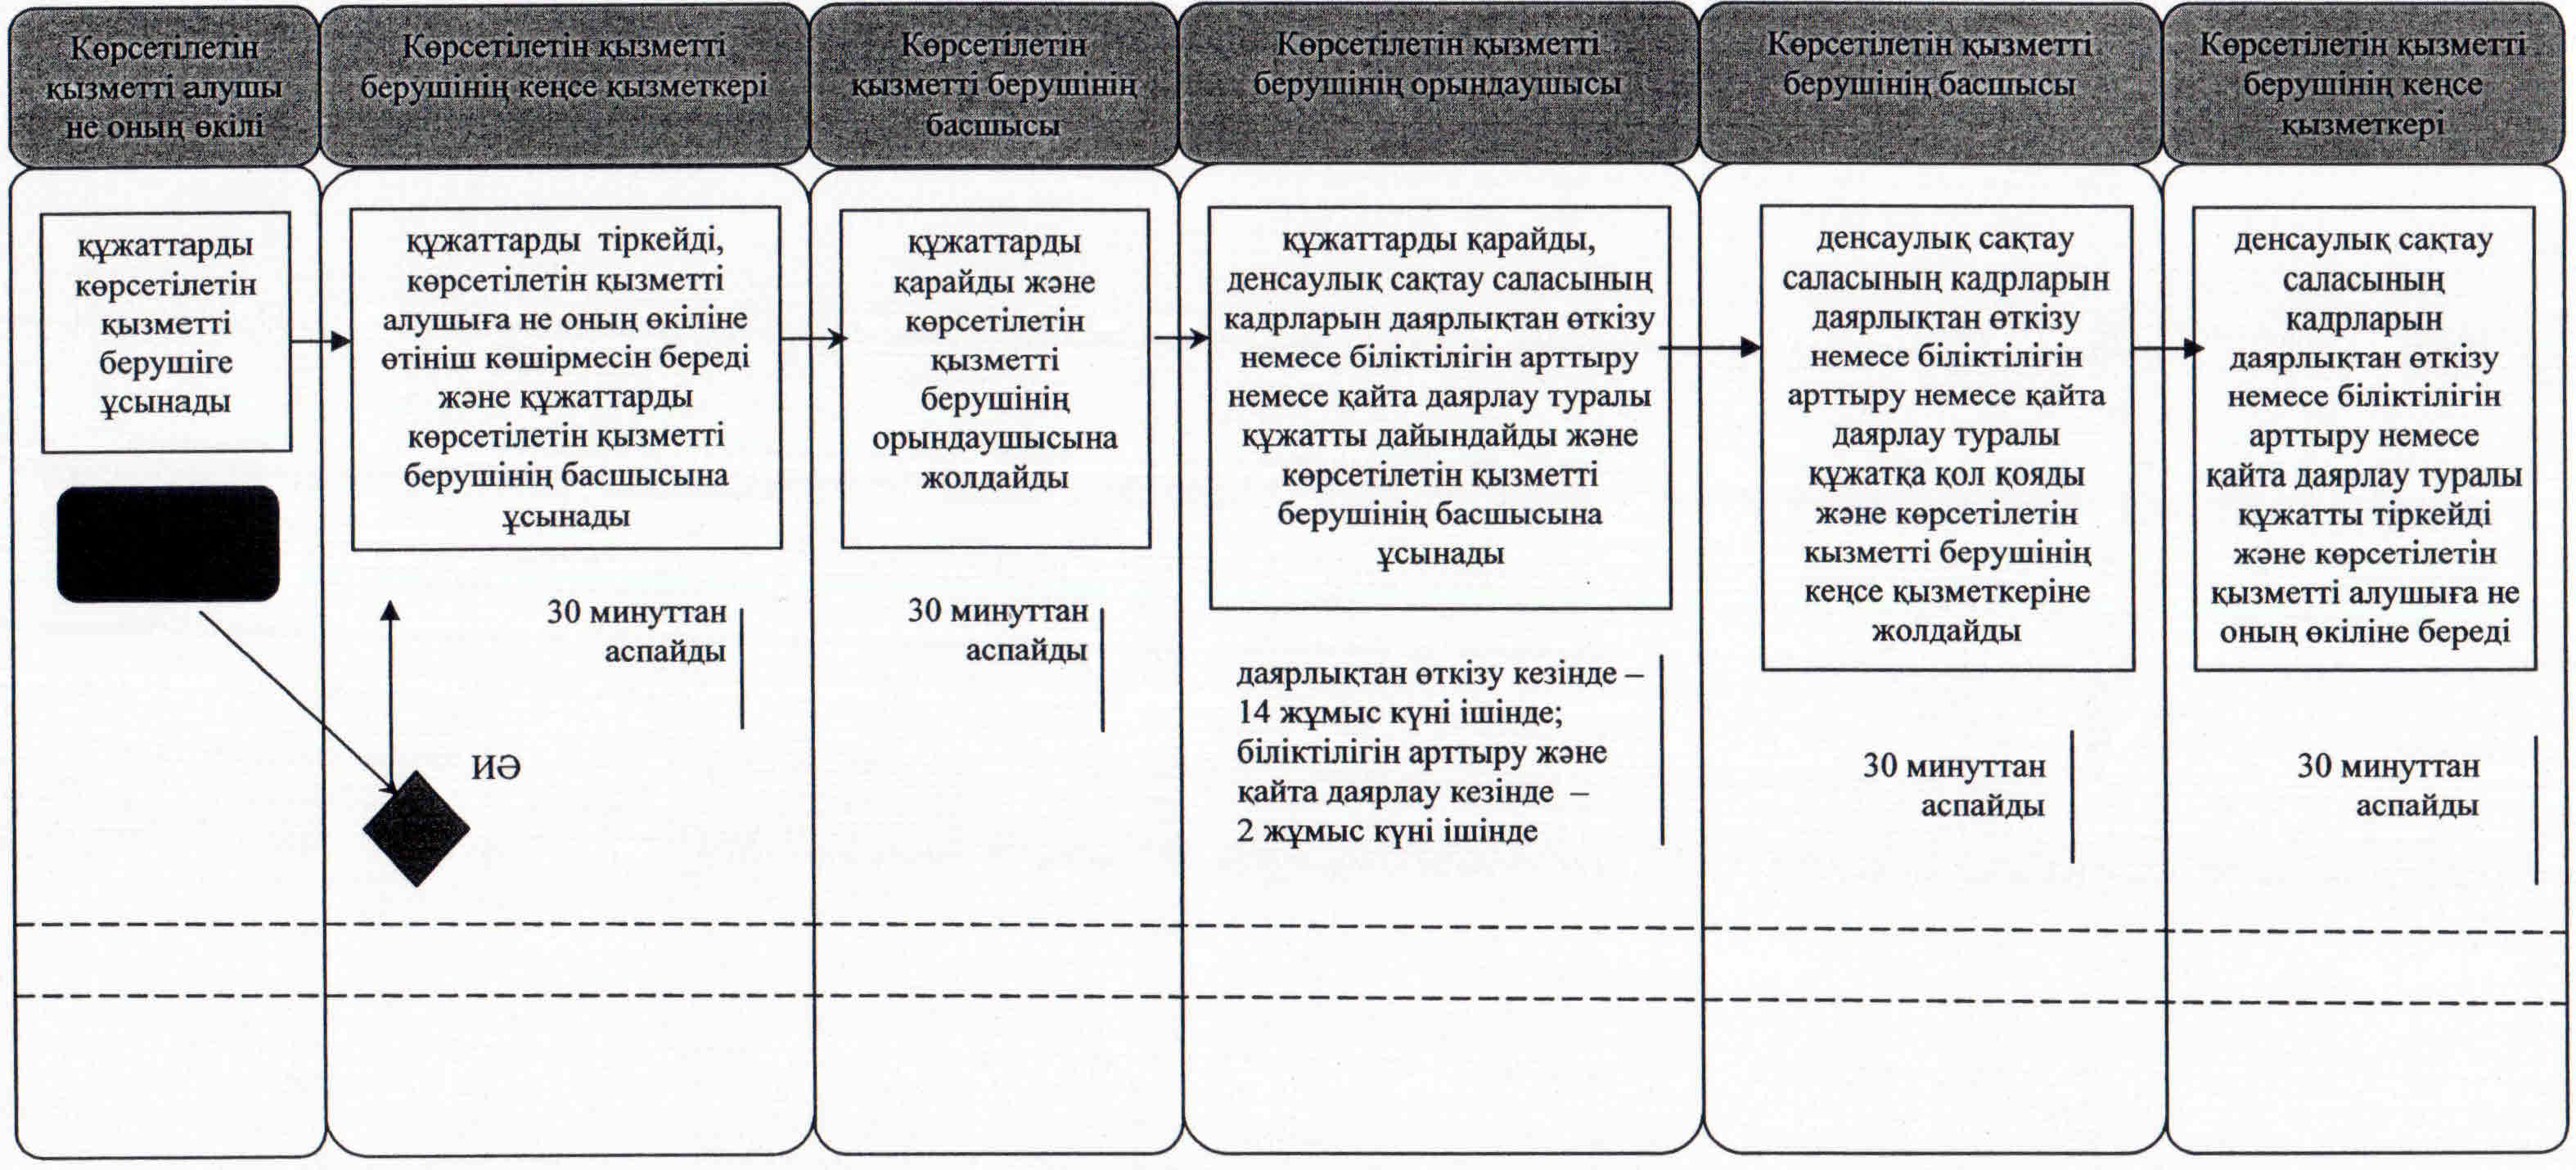 Көрсетілетін
қызметті алушы
не оның өкілі
Көрсетілетін қызметті
берушінің кеңсе қызметкері
Көрсетілетін
қызметті берушінің
басшысы
Көрсетілетін қызметті
берушінің орындаушысы
Көрсетілетін қызметті
берушінің басшысы
Көрсетілетін қызметті
берушінің кеңсе
қызметкері
құжаттарды
көрсетілетін
қызметті
берушіге
ұсынады
құжаттарды тіркейді,
көрсетілетін қызметті
алушыға не оның өкіліне
өтініш көшірмесін береді
және құжаттарды
көрсетілетін қызметті
берушінің басшысына
ұсынады
30 минуттан
аспайды
ИӘ
құжаттарды
қарайды және
көрсетілетін
қызметті
берушінің
орындаушысына
жолдайды
30 минуттан
аспайды
құжаттарды қарайды,
денсаулық сақтау саласының
кадрларын даярлықтан өткізу
немесе біліктілігін арттыру
немесе қайта даярлау туралы
құжатты дайындайды және
көрсетілетін қызметті
берушінің басшысына
ұсынады
даярлықтан өткізу кезінде –
14 жұмыс күні ішінде;
біліктілігін арттыру және
қайта даярлау кезінде –
2 жұмыс күні ішінде
денсаулық сақтау
саласының кадрларын
даярлықтан өткізу
немесе біліктілігін
арттыру немесе қайта
даярлау туралы
құжатқа қол қояды
және көрсетілетін
кызметті берушінің
кеңсе қызметкеріне
жолдайды
30 минуттан
аспайды
денсаулық сақтау
саласының
кадрларын
даярлықтан өткізу
немесе біліктілігін
арттыру немесе
қайта даярлау туралы
құжатты тіркейді
және көрсетілетін
қызметті алушыға не
оның өкіліне береді
30 минуттан
аспайды